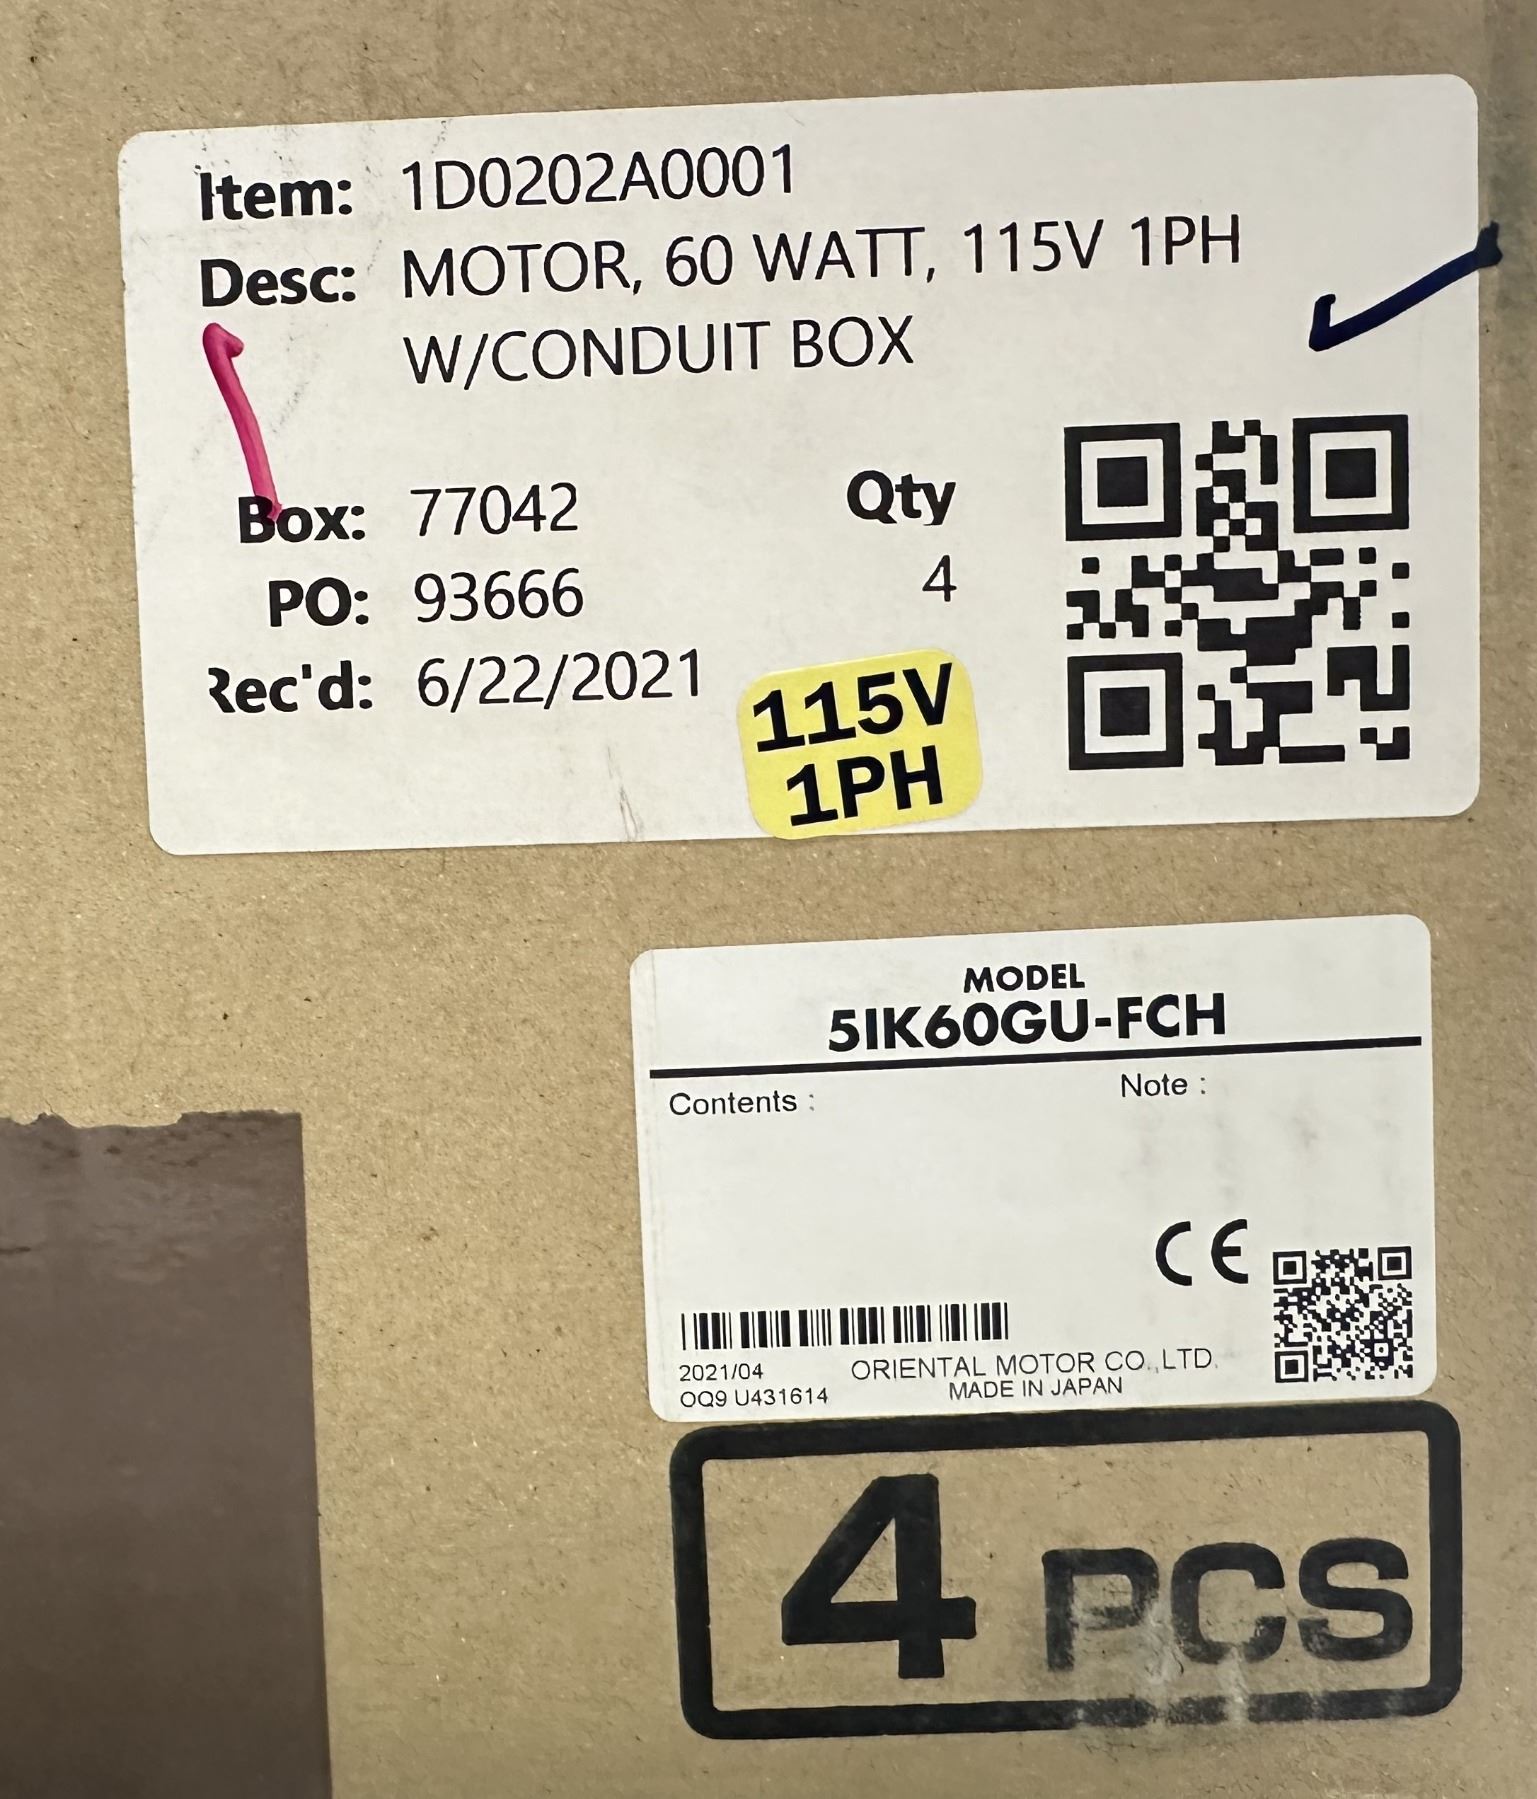 Item: 1D0202A0001
Desc: MOTOR, 60 WATT, 115V 1PH
W/CONDUIT BOX
Box: 77042 Qty
PO: 93666 4
Rec'd: 6/22/2021
115V
1PH
MODEL
5IK60GU-FCH
Contents : Note :
CE
2021/04 ORIENTAL MOTOR CO.,LTD.
OQ9 U431614 MADE IN JAPAN
4 PCS